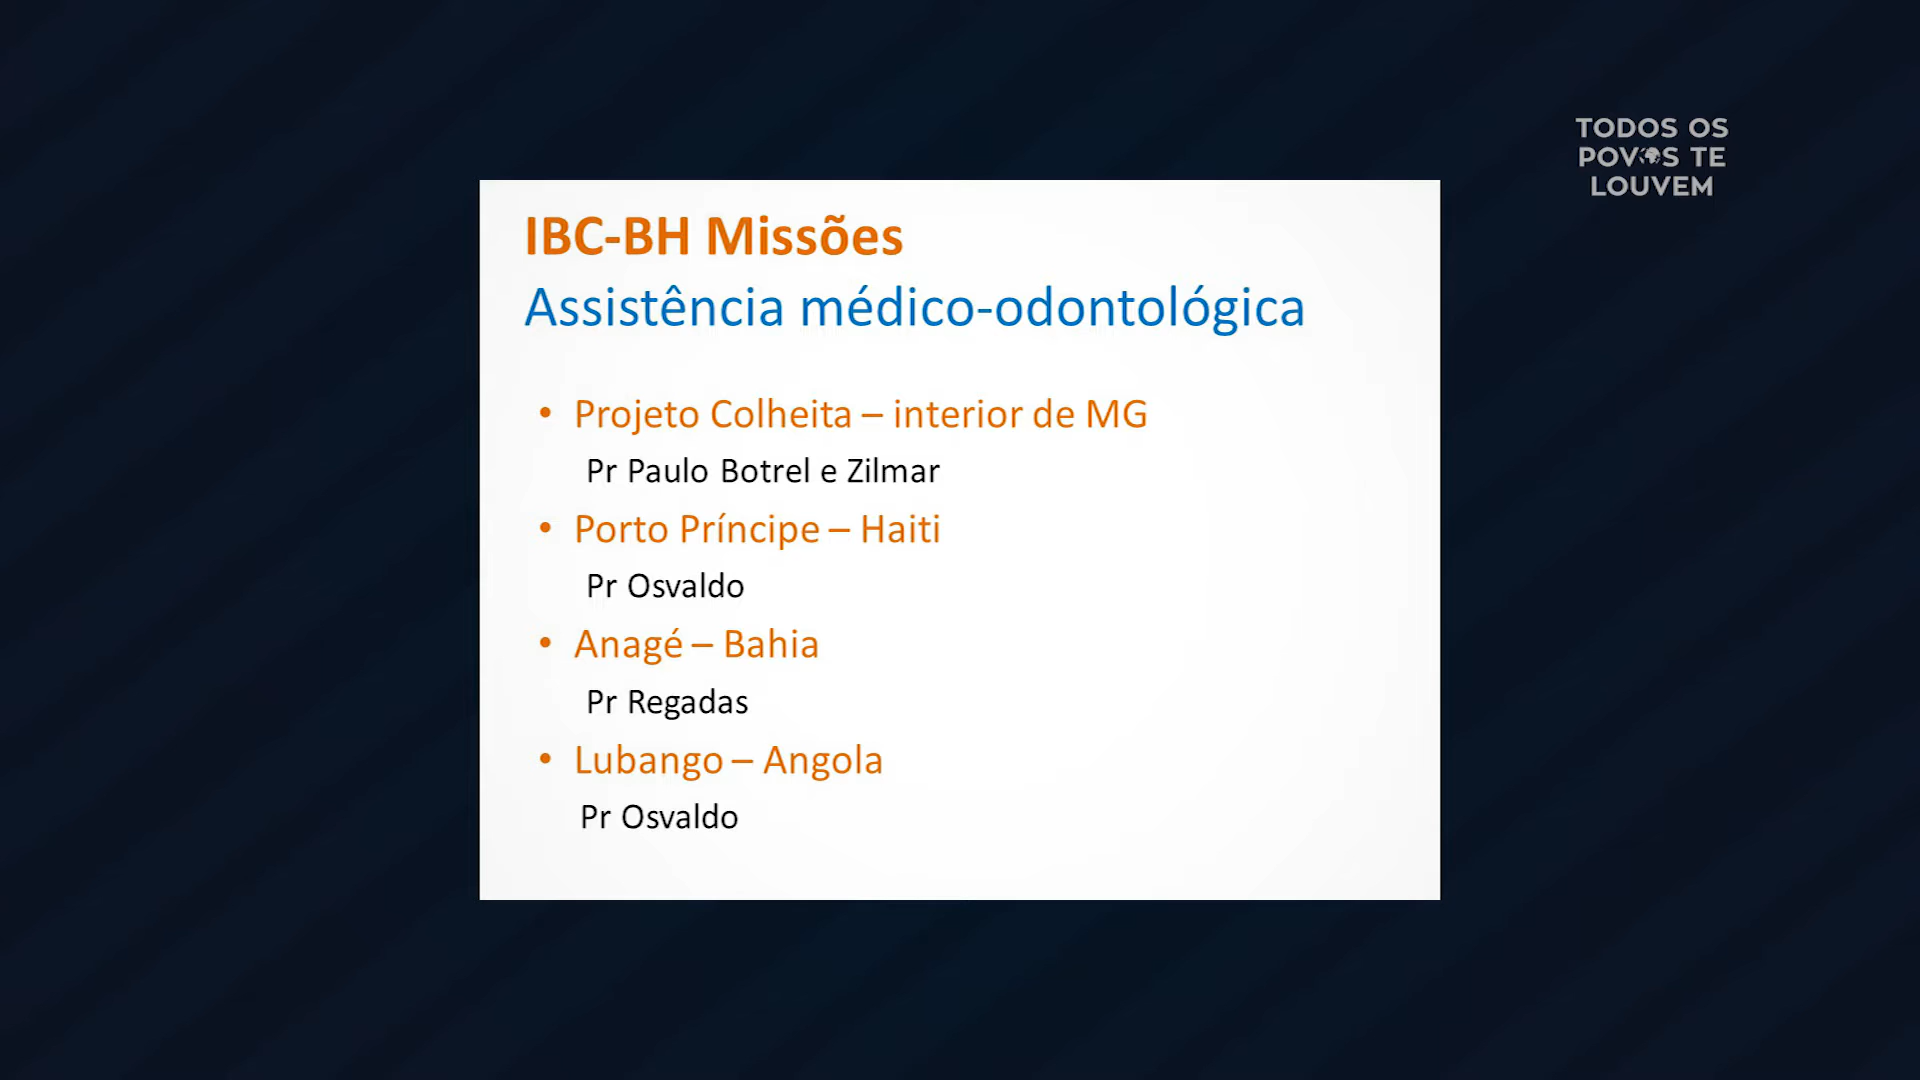 TODOS OS
POVOS TE
LOUVEM
IBC-BH Missões
Assistência médico-odontológica
• Projeto Colheita – interior de MG
Pr Paulo Botrel e Zilmar
• Porto Príncipe – Haiti
Pr Osvaldo
• Anagé – Bahia
Pr Regadas
• Lubango – Angola
Pr Osvaldo